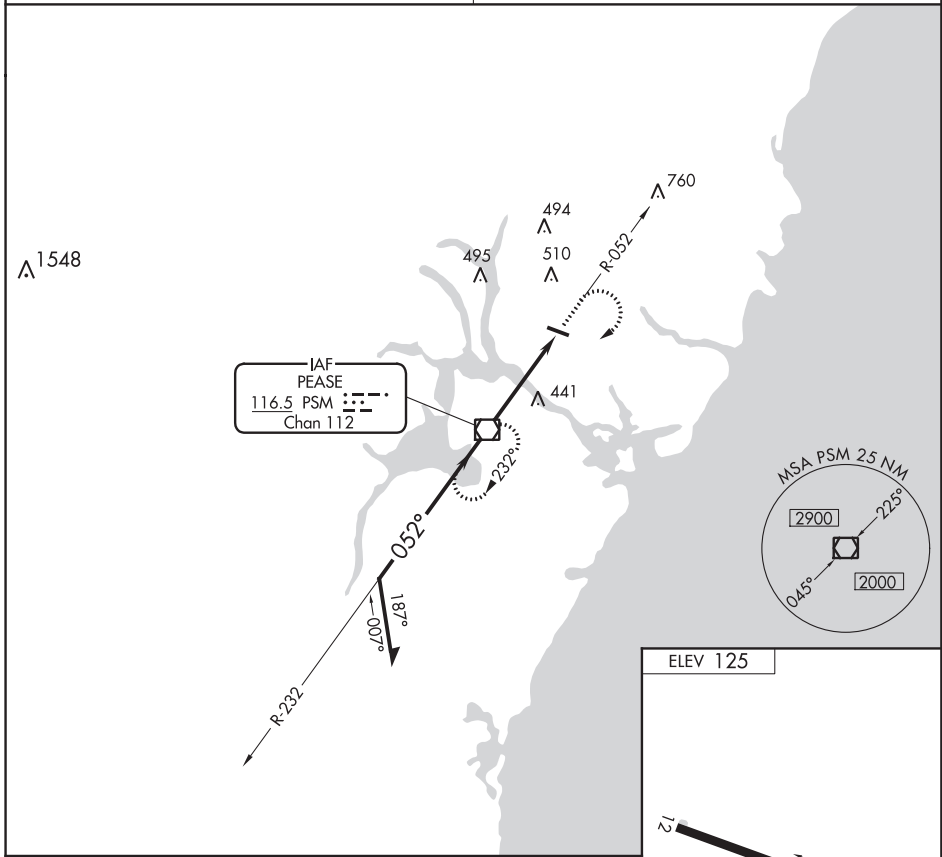 760
494
R-052
495
510
1548
IAF
PEASE
116.5 PSM
Chan 112
441
232°
MSA PSM 25 NM
2900
225°
052°
045°
2000
187°
007°
R-232
ELEV 125
12